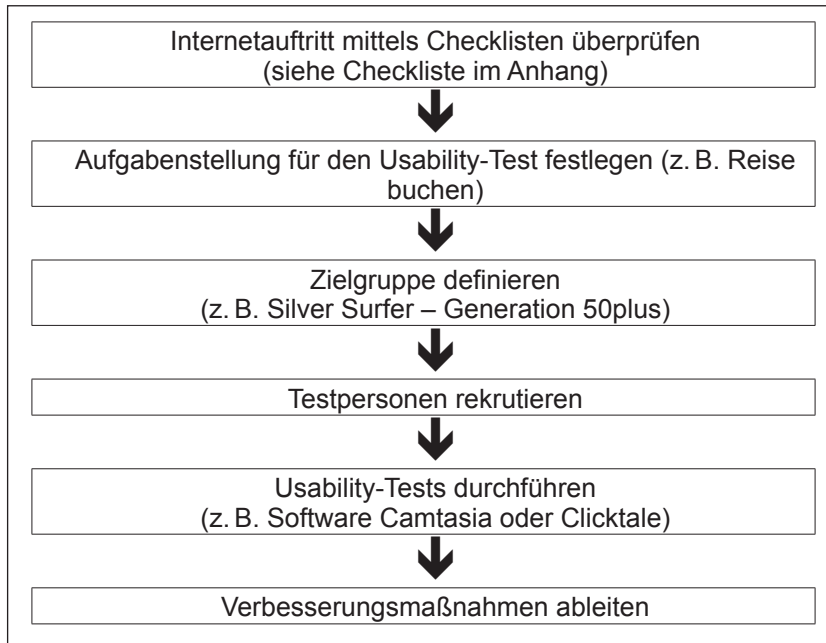 Internetauftritt mittels Checklisten überprüfen
(siehe Checkliste im Anhang)
Aufgabenstellung für den Usability-Test festlegen (z. B. Reise
buchen)
Zielgruppe definieren
(z. B. Silver Surfer – Generation 50plus)
Testpersonen rekrutieren
Usability-Tests durchführen
(z. B. Software Camtasia oder Clicktale)
Verbesserungsmaßnahmen ableiten